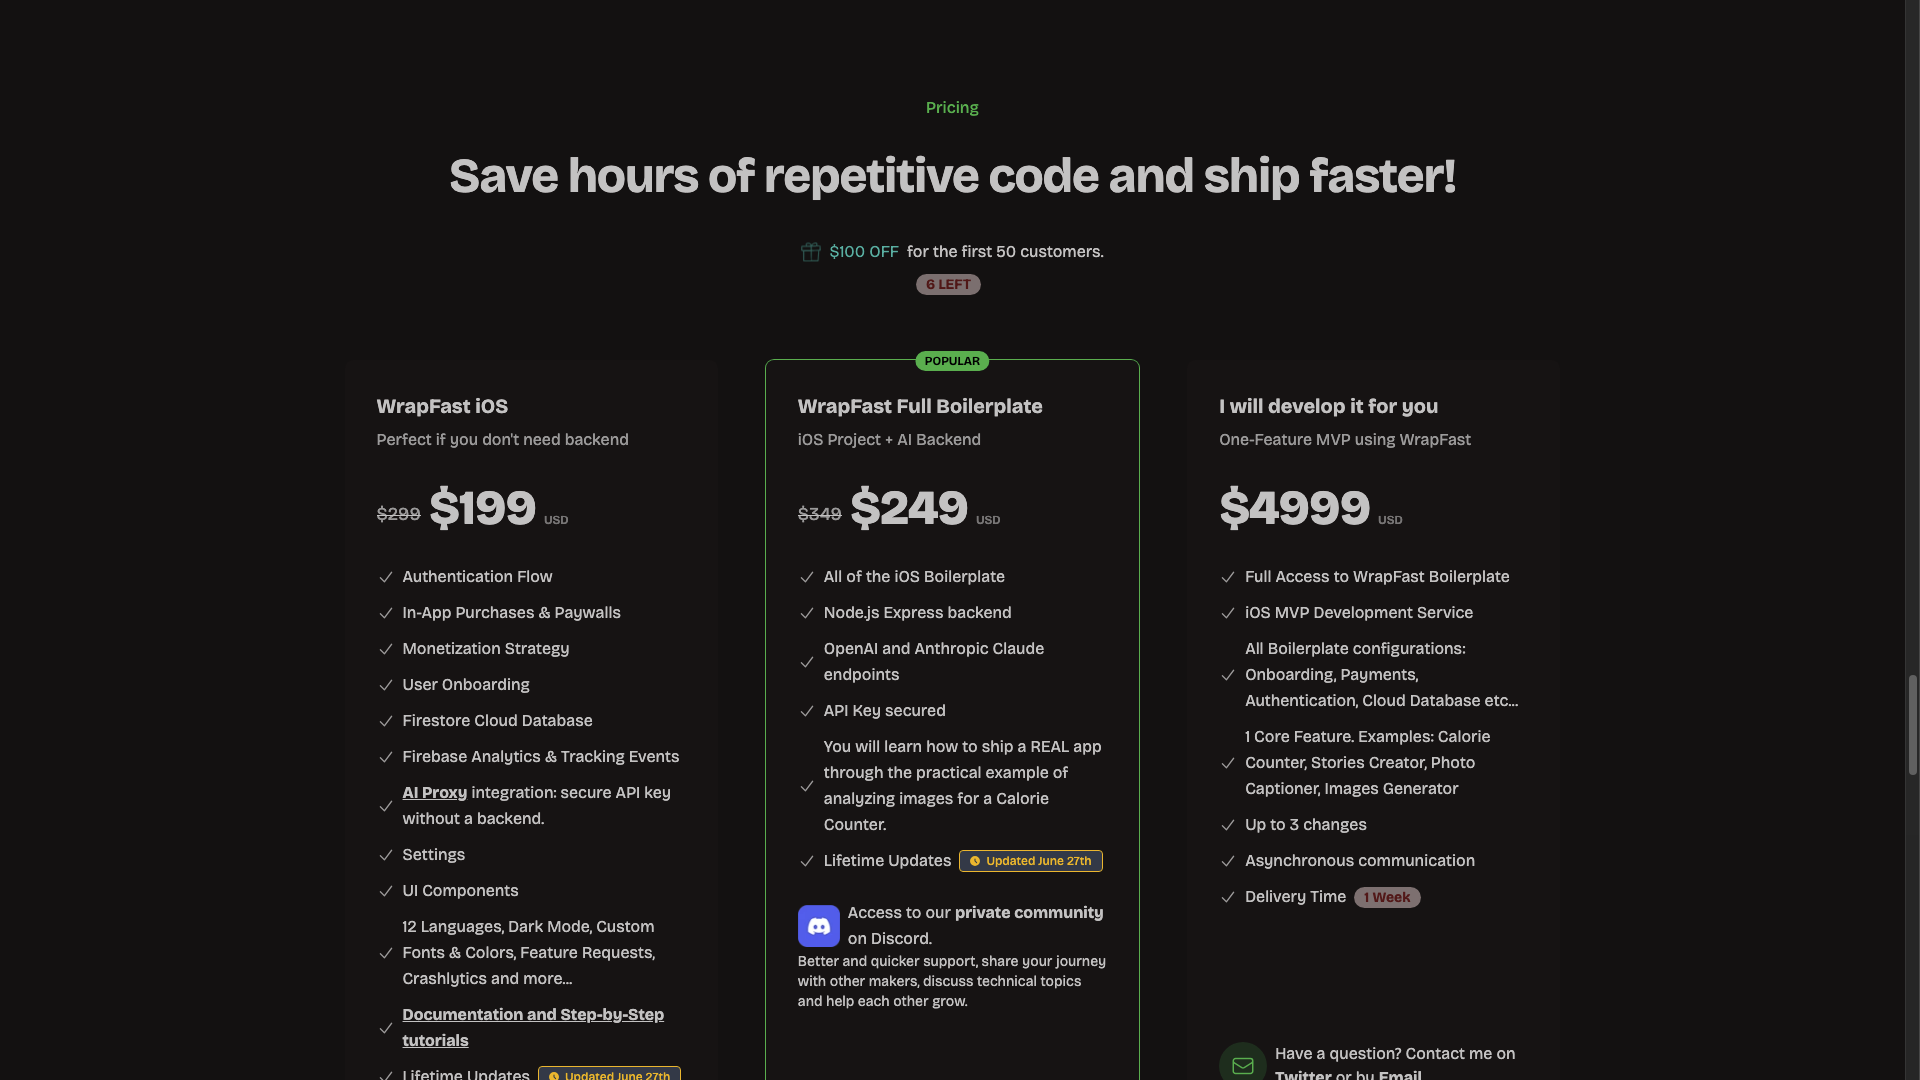 Pricing
Save hours of repetitive code and ship faster!
$100 OFF for the first 50 customers.
6 LEFT
WrapFast iOS
Perfect if you don't need backend
$299 $199 USD
Authentication Flow
In-App Purchases & Paywalls
Monetization Strategy
User Onboarding
Firestore Cloud Database
Firebase Analytics & Tracking Events
AI Proxy integration: secure API key
without a backend.
Settings
UI Components
12 Languages, Dark Mode, Custom
Fonts & Colors, Feature Requests,
Crashlytics and more...
Documentation and Step-by-Step
tutorials
Lifetime Updates Updated June 27th
POPULAR
WrapFast Full Boilerplate
iOS Project + AI Backend
$349 $249 USD
All of the iOS Boilerplate
Node.js Express backend
OpenAI and Anthropic Claude
endpoints
API Key secured
You will learn how to ship a REAL app
through the practical example of
analyzing images for a Calorie
Counter.
Lifetime Updates Updated June 27th
Access to our private community
on Discord.
Better and quicker support, share your journey
with other makers, discuss technical topics
and help each other grow.
I will develop it for you
One-Feature MVP using WrapFast
$4999 USD
Full Access to WrapFast Boilerplate
iOS MVP Development Service
All Boilerplate configurations:
Onboarding, Payments,
Authentication, Cloud Database etc...
1 Core Feature. Examples: Calorie
Counter, Stories Creator, Photo
Captioner, Images Generator
Up to 3 changes
Asynchronous communication
Delivery Time 1 Week
Have a question? Contact me on
Twitter or by Email